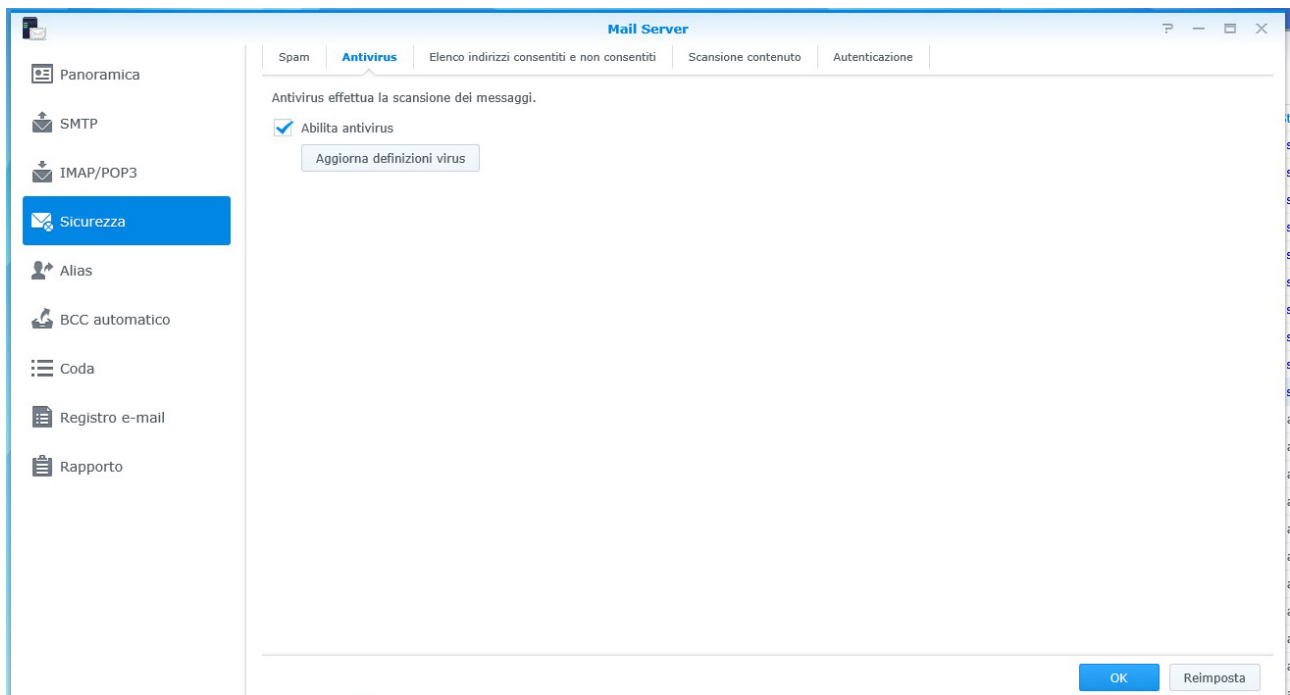 Mail Server
Panoramica
SMTP
IMAP/POP3
Sicurezza
Alias
BCC automatico
Coda
Registro e-mail
Rapporto
Spam Antivirus Elenco indirizzi consentiti e non consentiti Scansione contenuto Autenticazione
Antivirus effettua la scansione dei messaggi.
Abilita antivirus
Aggiorna definizioni virus
OK Reimposta